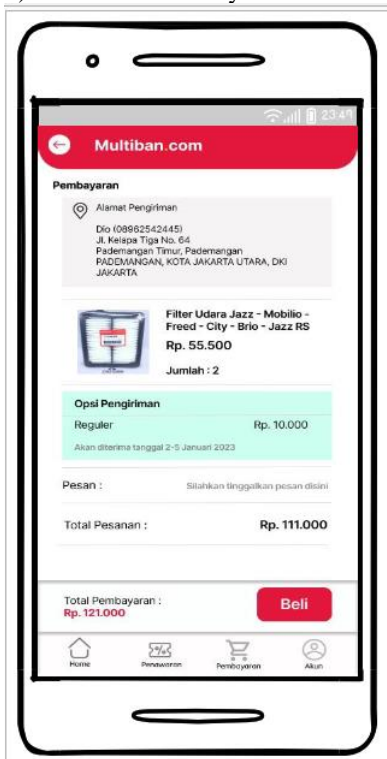 23:49
Multiban.com
Pembayaran
Alamat Pengiriman
Dio (08962542445)
Jl. Kelapa Tiga No. 64
Pademangan Timur, Pademangan
PADEMANGAN, KOTA JAKARTA UTARA, DKI
JAKARTA
Filter Udara Jazz - Mobilio -
Freed - City - Brio - Jazz RS
Rp. 55.500
Jumlah : 2
Opsi Pengiriman
Reguler Rp. 10.000
Akan diterima tanggal 2-5 Januari 2023
Pesan : Silahkan tinggalkan pesan disini
Total Pesanan : Rp. 111.000
Total Pembayaran :
Rp. 121.000
Beli
Home Penawaran Pembayaran Akun